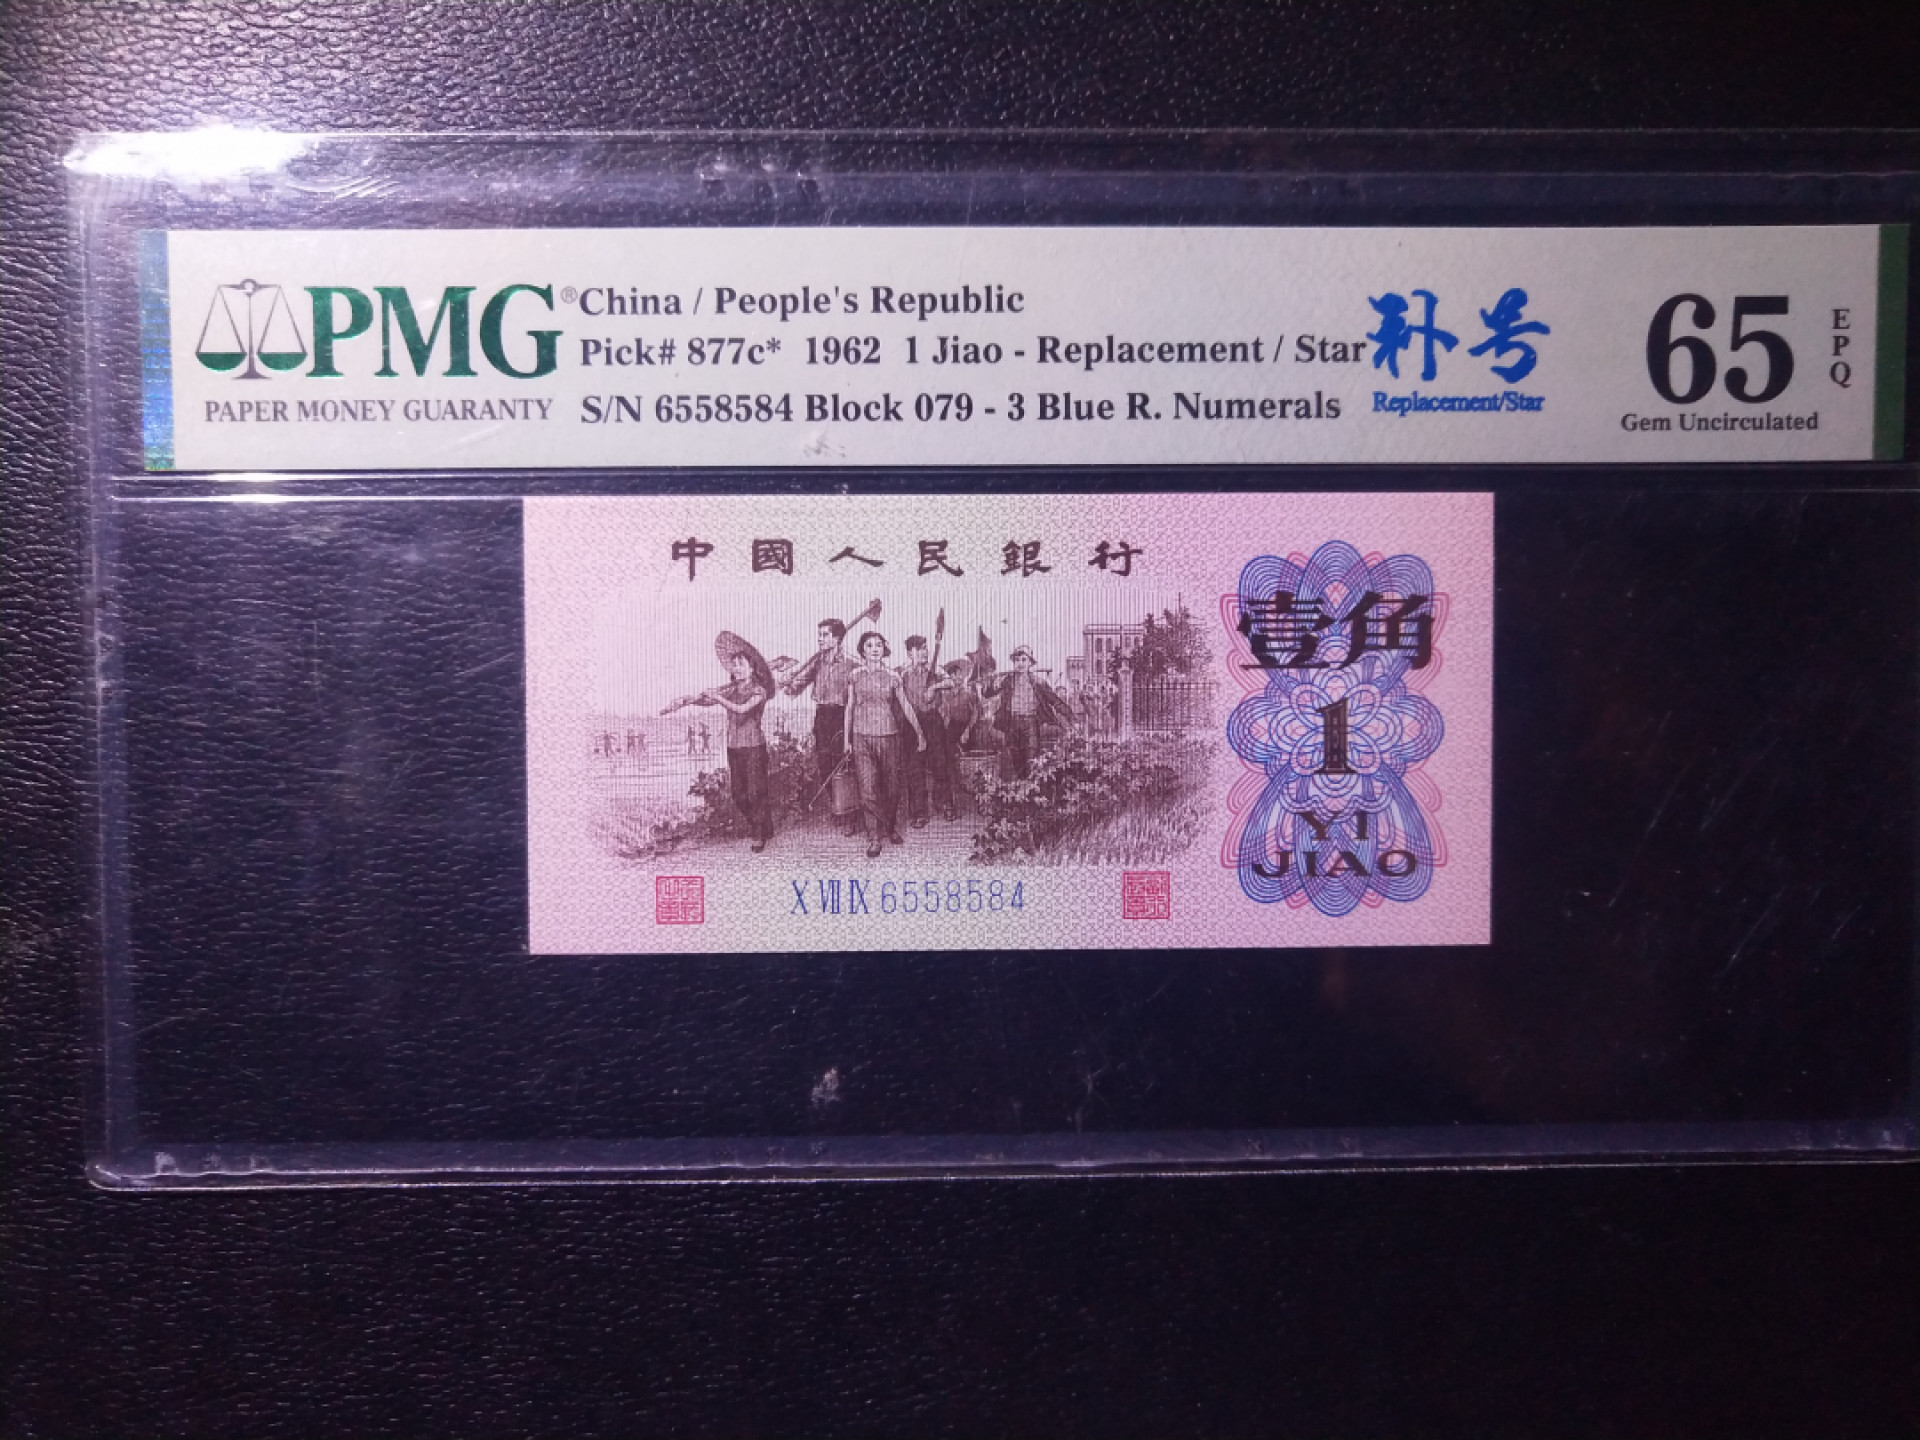 PMG®
PAPER MONEY GUARANTY
China / People's Republic
Pick# 877c* 1962 1 Jiao - Replacement / Star
S/N 6558584 Block 079 - 3 Blue R. Numerals
补号
Replacement/Star
65
EPQ
Gem Uncirculated
中國人民銀行
壹角
1
YI
JIAO
X VII IX 6558584